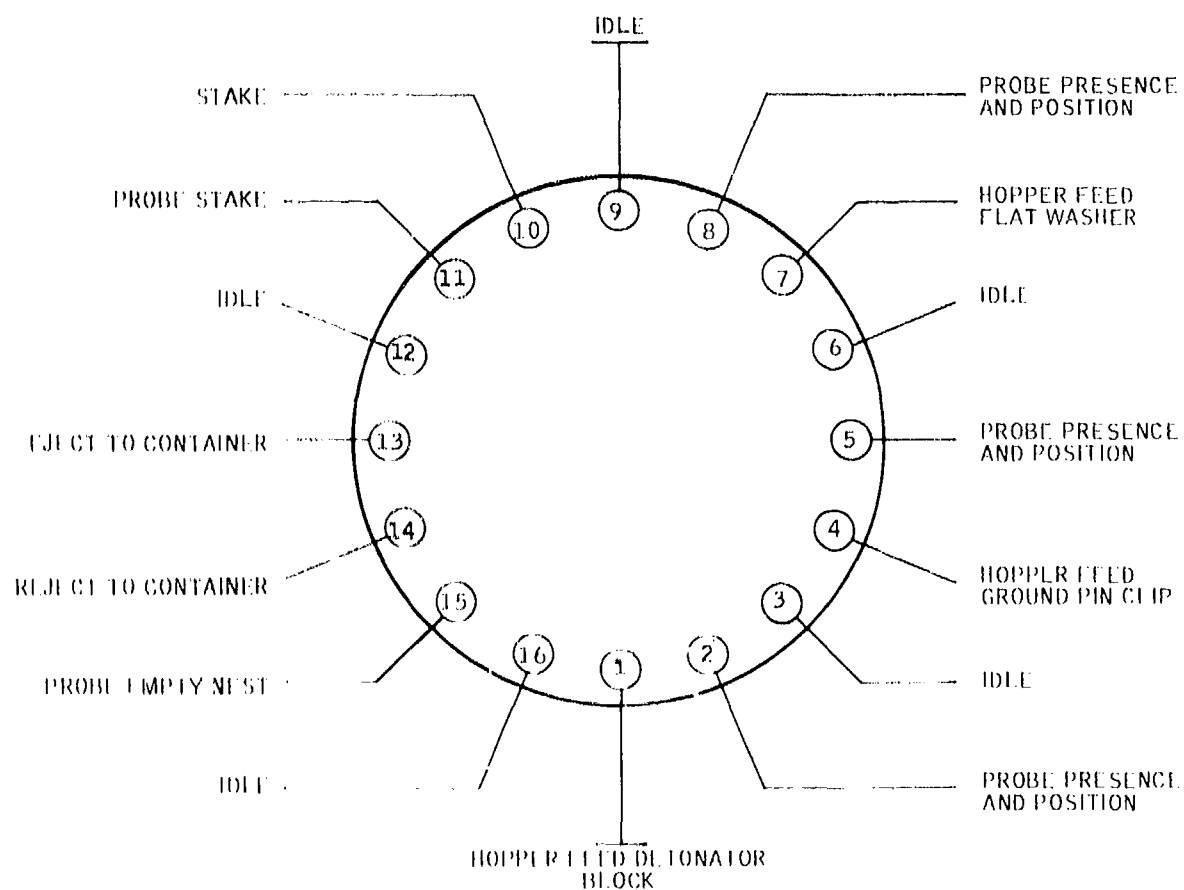 IDLE
STAKE
PROBE PRESENCE
AND POSITION
PROBE STAKE
HOPPER FEED
FLAT WASHER
IDLE
IDLE
EJECT TO CONTAINER
PROBE PRESENCE
AND POSITION
REJECT TO CONTAINER
HOPPER FEED
GROUND PIN CLIP
PROBE EMPTY NEST
IDLE
IDLE
PROBE PRESENCE
AND POSITION
HOPPER FEED DETONATOR
BLOCK
1
2
3
4
5
6
7
8
9
10
11
12
13
14
15
16